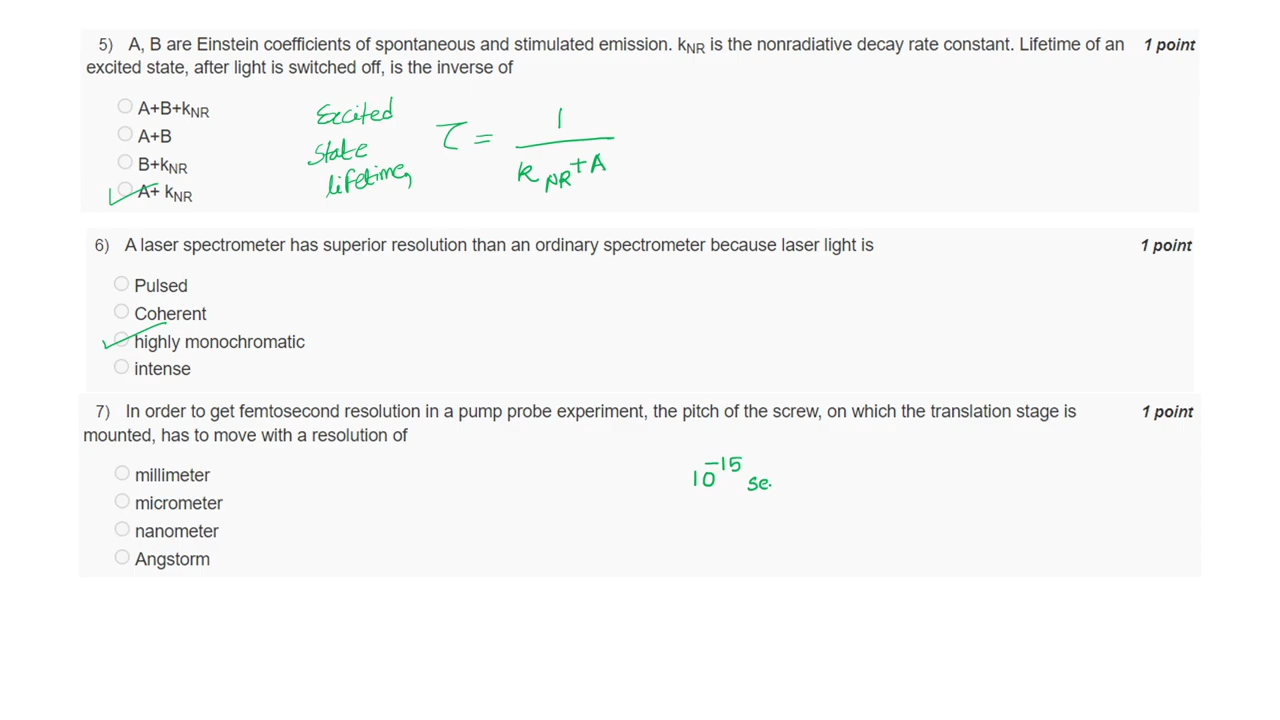 5) A, B are Einstein coefficients of spontaneous and stimulated emission. kNR is the nonradiative decay rate constant. Lifetime of an 1 point
excited state, after light is switched off, is the inverse of
A+B+kNR
A+B
B+kNR
A+ kNR
Excited
State
lifetime,
τ = 1 / kNR + A
6) A laser spectrometer has superior resolution than an ordinary spectrometer because laser light is 1 point
Pulsed
Coherent
highly monochromatic
intense
7) In order to get femtosecond resolution in a pump probe experiment, the pitch of the screw, on which the translation stage is 1 point
mounted, has to move with a resolution of
millimeter
micrometer
nanometer
Angstorm
10^-15 se.